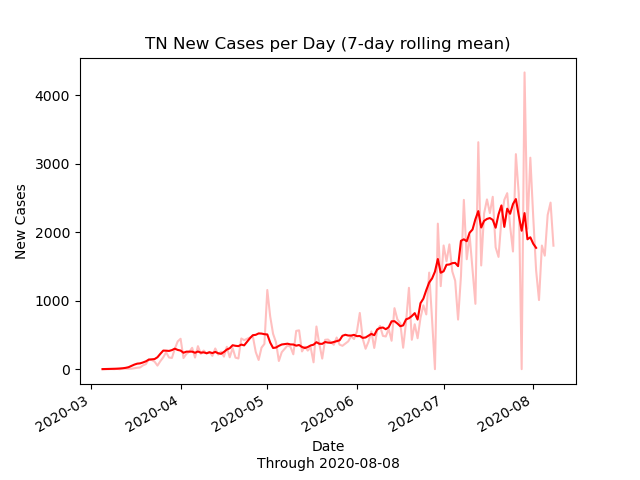 TN New Cases per Day (7-day rolling mean)
4000
3000
2000
1000
0
New Cases
2020-03
2020-04
2020-05
2020-06
2020-07
2020-08
Date
Through 2020-08-08